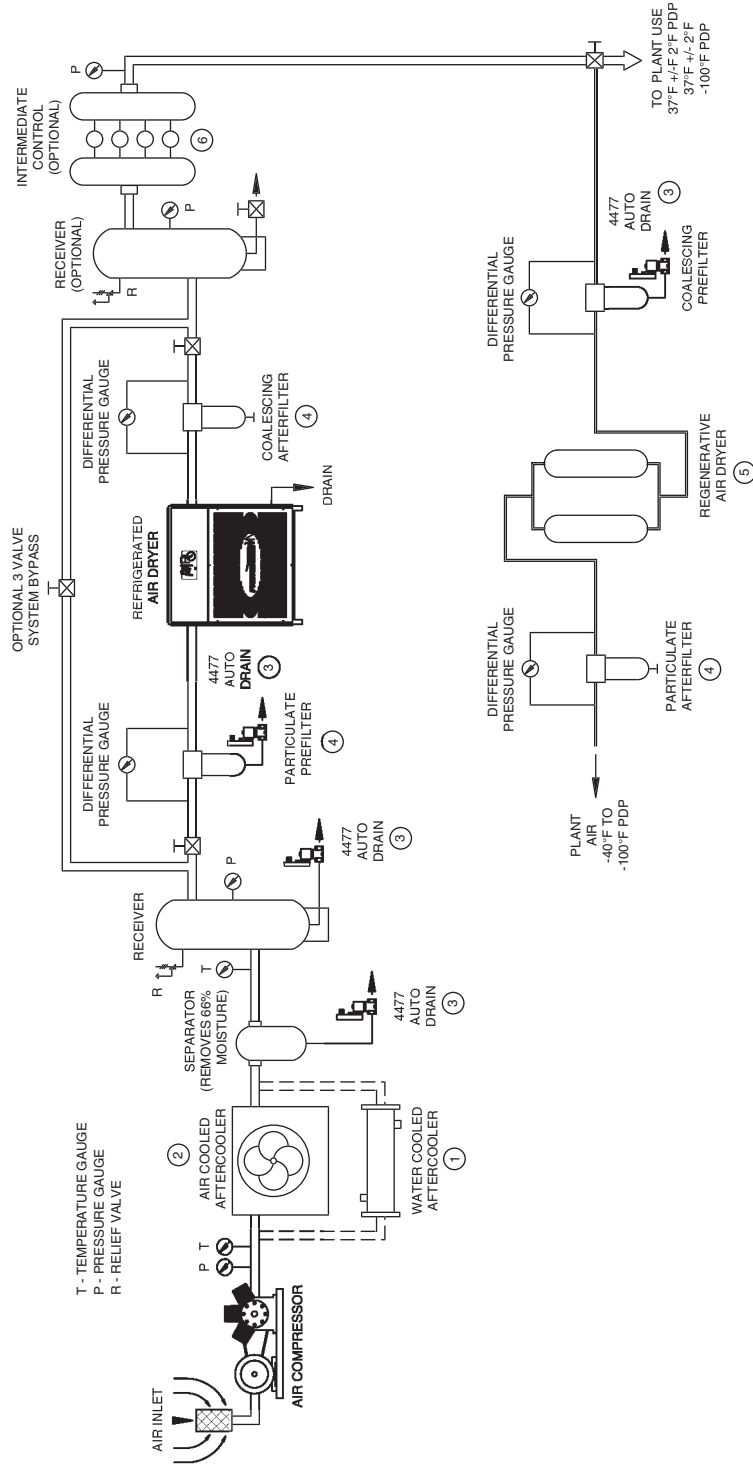 T - TEMPERATURE GAUGE
P - PRESSURE GAUGE
R - RELIEF VALVE
AIR INLET
AIR COMPRESSOR
P
T
2
AIR COOLED
AFTERCOOLER
WATER COOLED
AFTERCOOLER
1
SEPARATOR
(REMOVES 66%
MOISTURE)
4477
AUTO
DRAIN
3
T
R
RECEIVER
P
4477
AUTO
DRAIN
3
OPTIONAL 3 VALVE
SYSTEM BYPASS
DIFFERENTIAL
PRESSURE GAUGE
PARTICULATE
PREFILTER
4
4477
AUTO
DRAIN
3
REFRIGERATED
AIR DRYER
DRAIN
DIFFERENTIAL
PRESSURE GAUGE
COALESCING
AFTERFILTER
4
R
RECEIVER
(OPTIONAL)
P
INTERMEDIATE
CONTROL
(OPTIONAL)
6
P
TO PLANT USE
37°F +/-F 2°F PDP
37°F +/- 2°F
-100°F PDP
4477
AUTO
DRAIN
3
DIFFERENTIAL
PRESSURE GAUGE
COALESCING
PREFILTER
REGENERATIVE
AIR DRYER
5
DIFFERENTIAL
PRESSURE GAUGE
PARTICULATE
AFTERFILTER
4
PLANT
AIR
-40°F TO
-100°F PDP